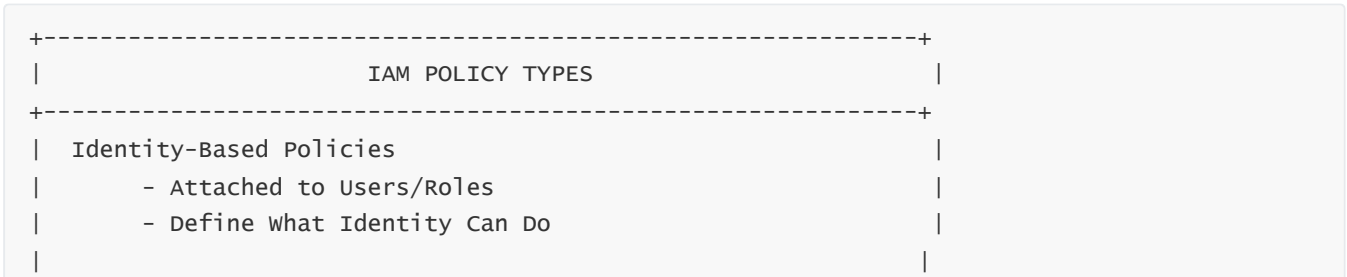 +--------------------------------------------------------------+
|                       IAM POLICY TYPES                        |
+--------------------------------------------------------------+
|  Identity-Based Policies                                      |
|       - Attached to Users/Roles                               |
|       - Define What Identity Can Do                           |
|                                                              |